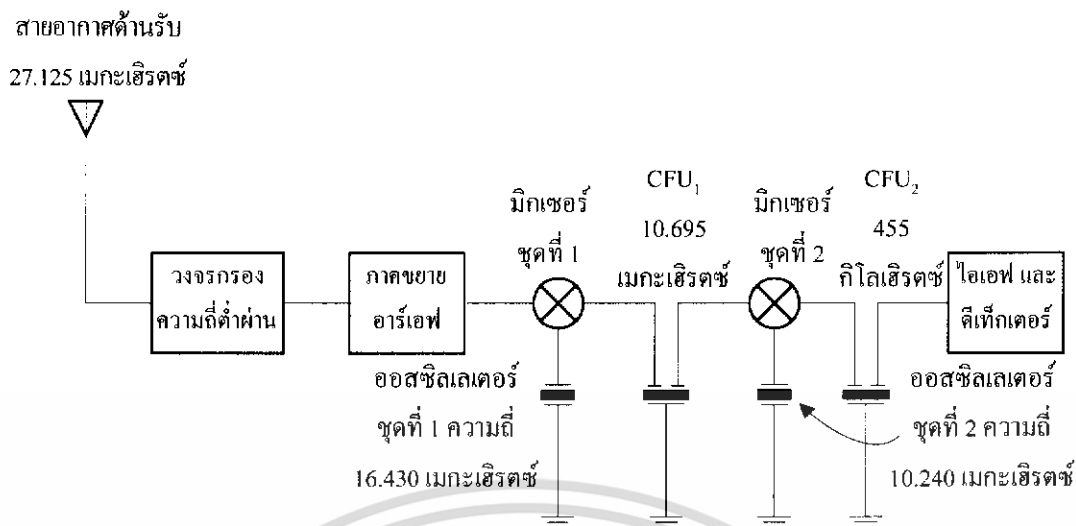 สายอากาศด้านรับ
27.125 เมกะเฮิรตซ์
CFU1
10.695
เมกะเฮิรตซ์
CFU2
455
กิโลเฮิรตซ์
มิกเซอร์
ชุดที่ 1
มิกเซอร์
ชุดที่ 2
วงจรกรอง
ความถี่ต่ำผ่าน
ภาคขยาย
อาร์เอฟ
ไอเอฟ และ
ดีเท็กเตอร์
ออสซิลเลเตอร์
ชุดที่ 1 ความถี่
16.430 เมกะเฮิรตซ์
ออสซิลเลเตอร์
ชุดที่ 2 ความถี่
10.240 เมกะเฮิรตซ์